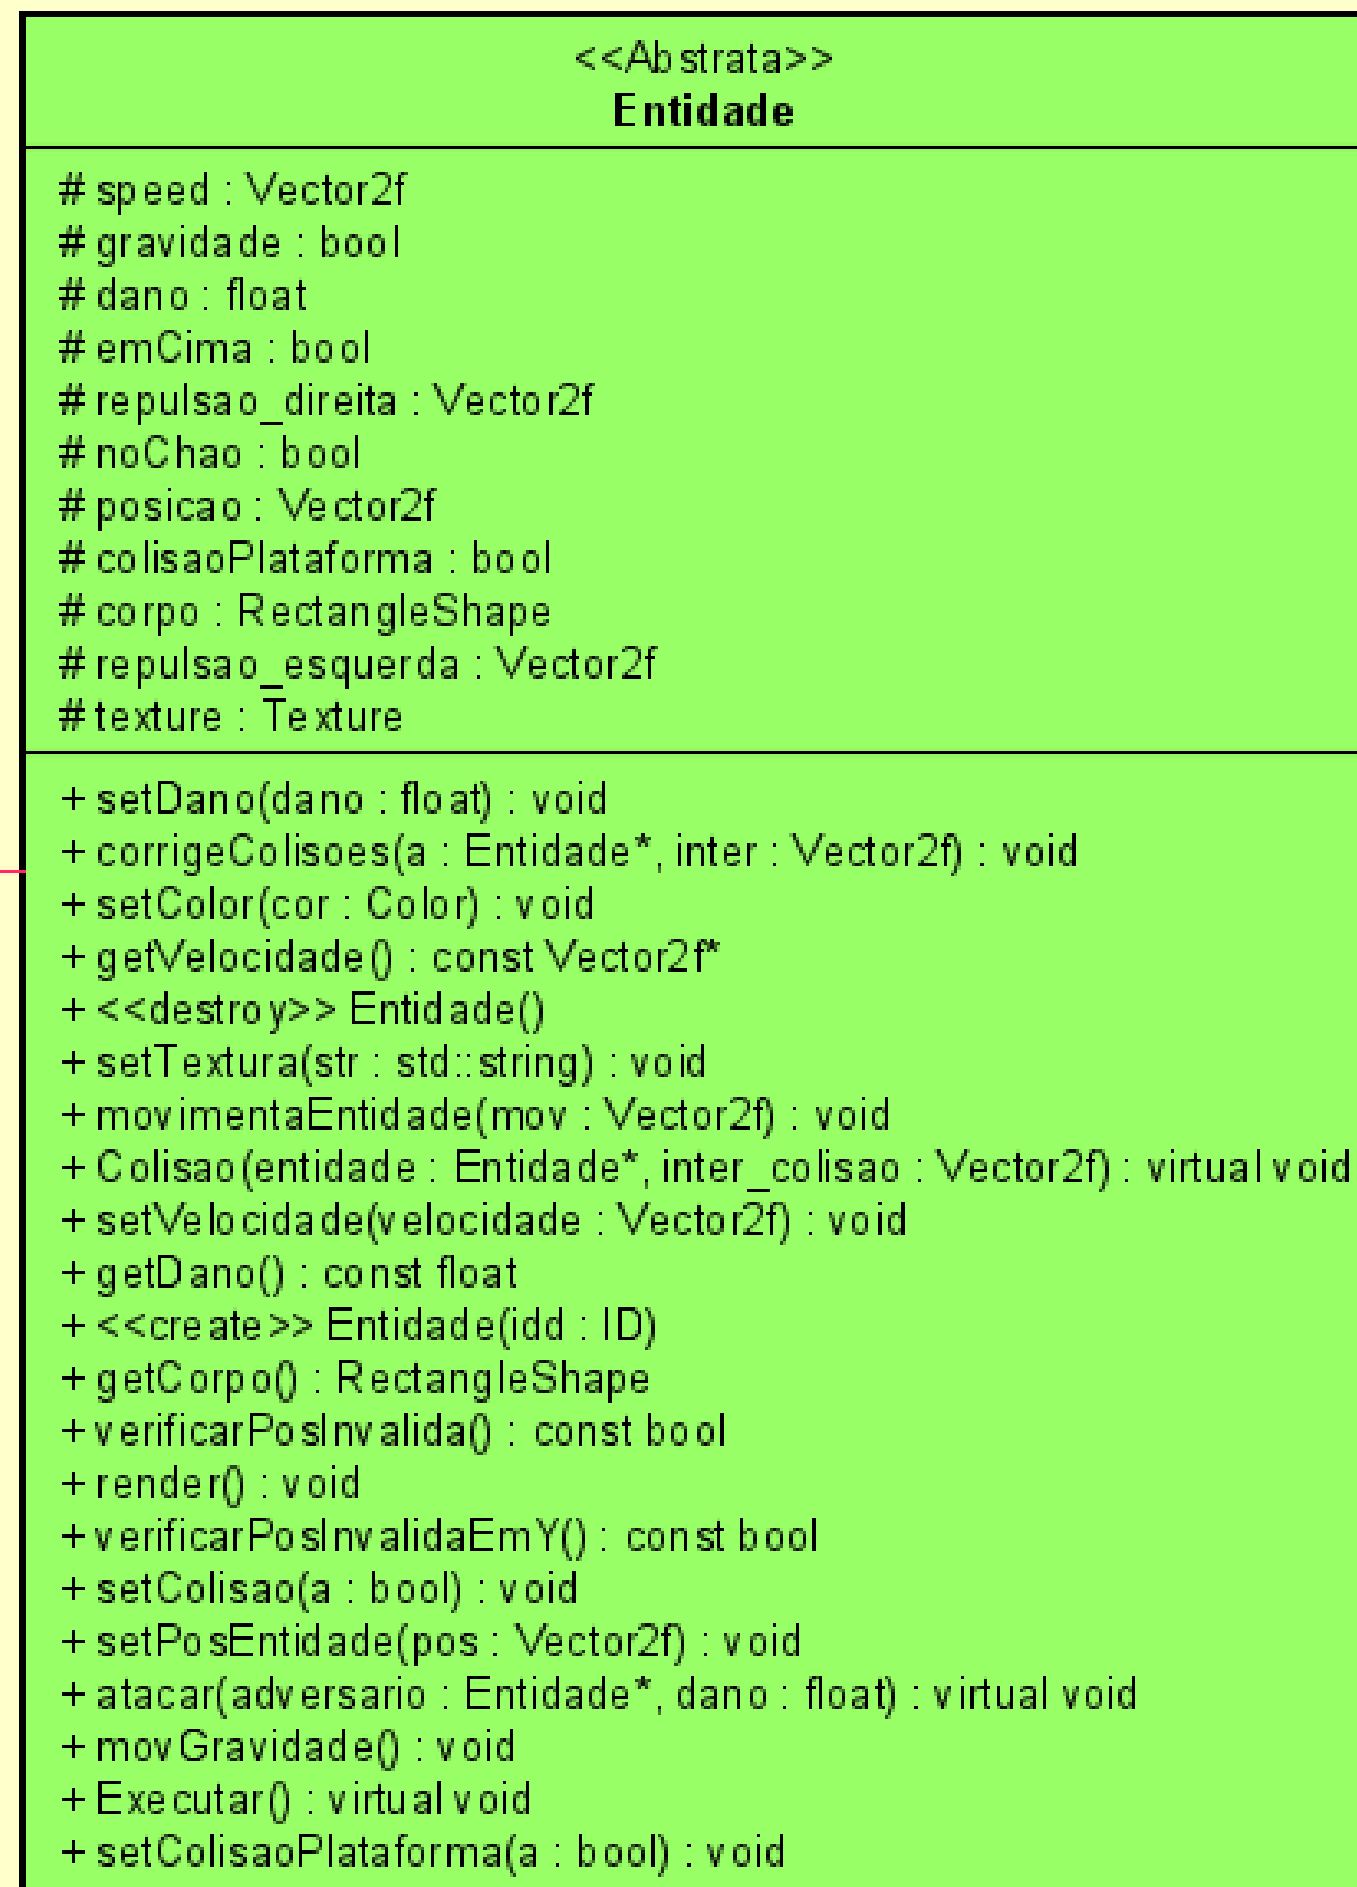 <<Abstrata>>
Entidade
# speed : Vector2f
# gravidade : bool
# dano : float
# emCima : bool
# repulsao_direita : Vector2f
# noChao : bool
# posicao : Vector2f
# colisaoPlataforma : bool
# corpo : RectangleShape
# repulsao_esquerda : Vector2f
# texture : Texture
+ setDano(dano : float) : void
+ corrigeColisoes(a : Entidade*, inter : Vector2f) : void
+ setColor(cor : Color) : void
+ getVelocidade() : const Vector2f*
+ <<destroy>> Entidade()
+ setTextura(str : std::string) : void
+ movimentaEntidade(mov : Vector2f) : void
+ Colisao(entidade : Entidade*, inter_colisao : Vector2f) : virtual void
+ setVelocidade(velocidade : Vector2f) : void
+ getDano() : const float
+ <<create>> Entidade(idd : ID)
+ getCorpo() : RectangleShape
+ verificarPosInvalida() : const bool
+ render() : void
+ verificarPosInvalidaEmY() : const bool
+ setColisao(a : bool) : void
+ setPosEntidade(pos : Vector2f) : void
+ atacar(adversario : Entidade*, dano : float) : virtual void
+ movGravidade() : void
+ Executar() : virtual void
+ setColisaoPlataforma(a : bool) : void